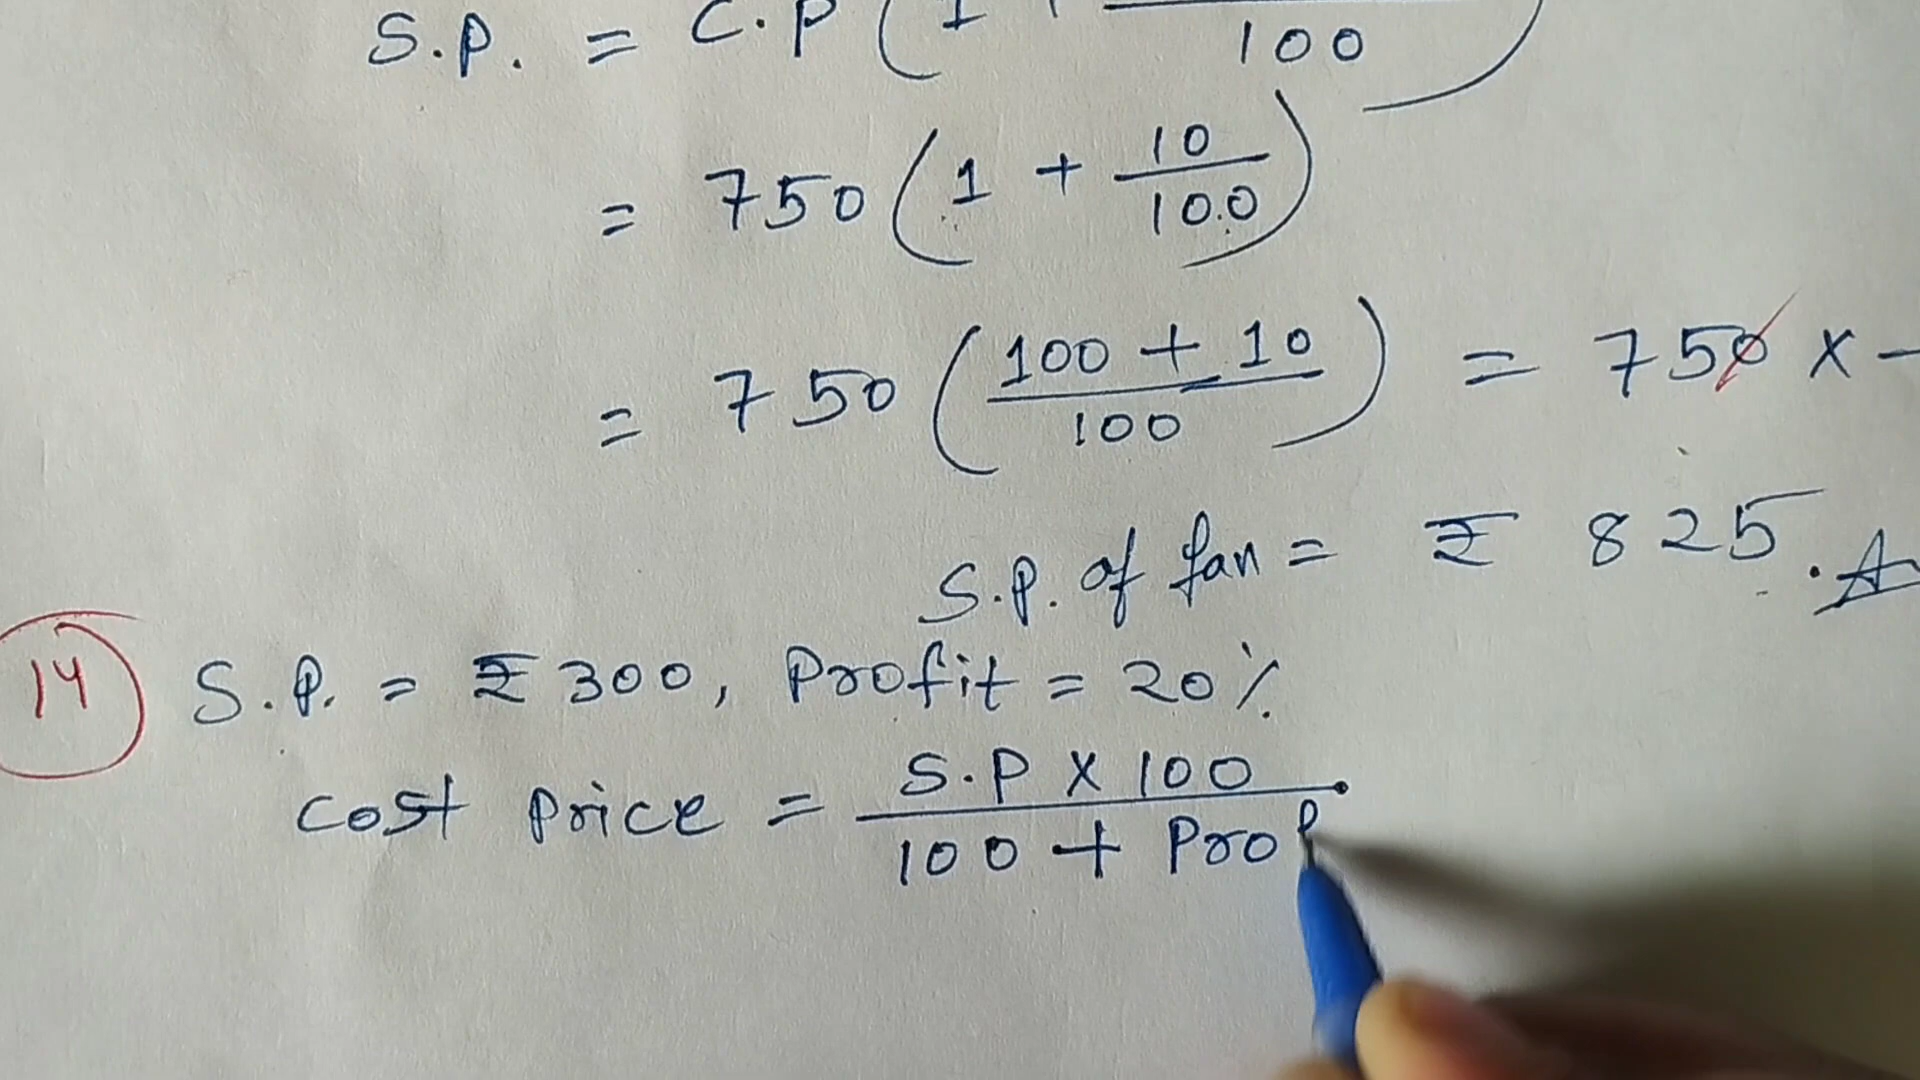 S.P. = C.P ( 1 + 100 )
= 750 ( 1 + 10/100 )
= 750 ( 100 + 10 / 100 ) = 750 x
S.P. of fan = ₹ 825.
14 S.P. = ₹ 300, Profit = 20%
Cost price = S.P X 100 / 100 + Prof